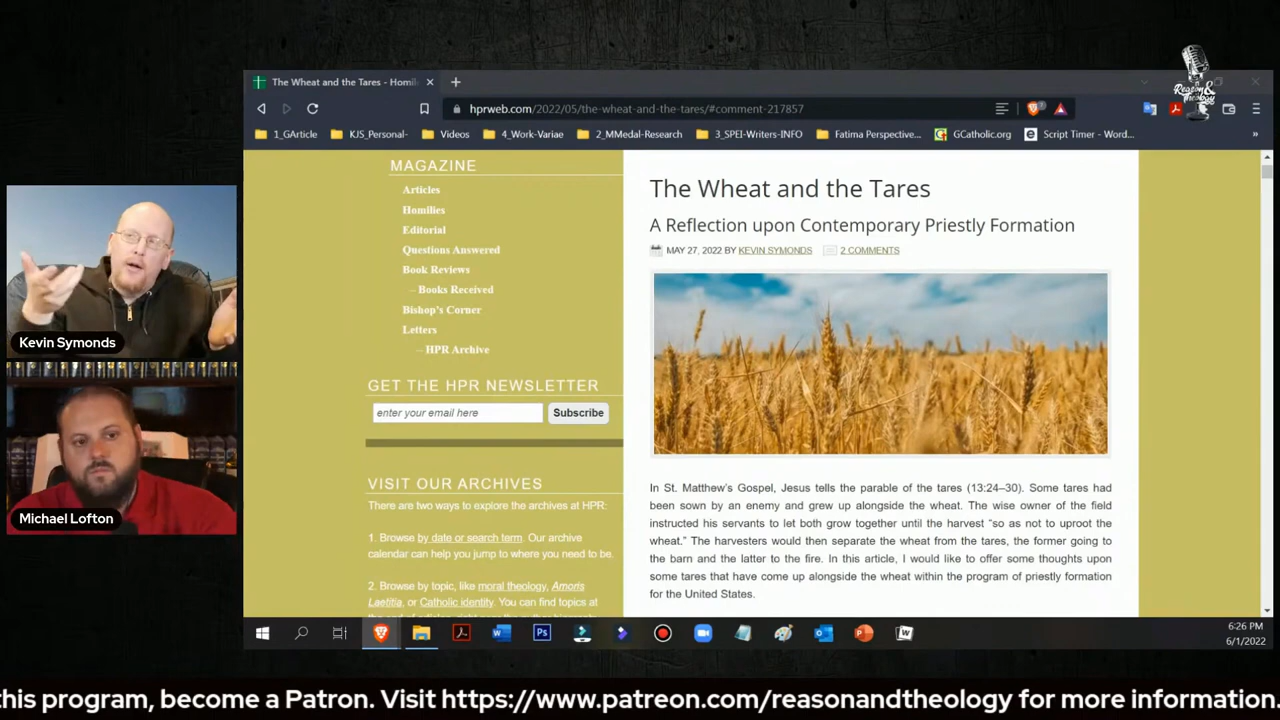 Reason &
Theology
The Wheat and the Tares - Homil
hprweb.com/2022/05/the-wheat-and-the-tares/#comment-217857
1_GArticle
KJS_Personal-
Videos
4_Work-Variae
2_MMedal-Research
3_SPEI-Writers-INFO
Fatima Perspective...
GCatholic.org
Script Timer - Word...
MAGAZINE
Articles
Homilies
Editorial
Questions Answered
Book Reviews
– Books Received
Bishop's Corner
Letters
– HPR Archive
GET THE HPR NEWSLETTER
enter your email here
Subscribe
VISIT OUR ARCHIVES
There are two ways to explore the archives at HPR:
1. Browse by date or search term. Our archive
calendar can help you jump to where you need to be.
2. Browse by topic, like moral theology, Amoris
Laetitia, or Catholic identity. You can find topics at
The Wheat and the Tares
A Reflection upon Contemporary Priestly Formation
MAY 27, 2022 BY KEVIN SYMONDS 2 COMMENTS
In St. Matthew's Gospel, Jesus tells the parable of the tares (13:24–30). Some tares had
been sown by an enemy and grew up alongside the wheat. The wise owner of the field
instructed his servants to let both grow together until the harvest "so as not to uproot the
wheat." The harvesters would then separate the wheat from the tares, the former going to
the barn and the latter to the fire. In this article, I would like to offer some thoughts upon
some tares that have come up alongside the wheat within the program of priestly formation
for the United States.
Kevin Symonds
Michael Lofton
6:26 PM
6/1/2022
this program, become a Patron. Visit https://www.patreon.com/reasonandtheology for more information.